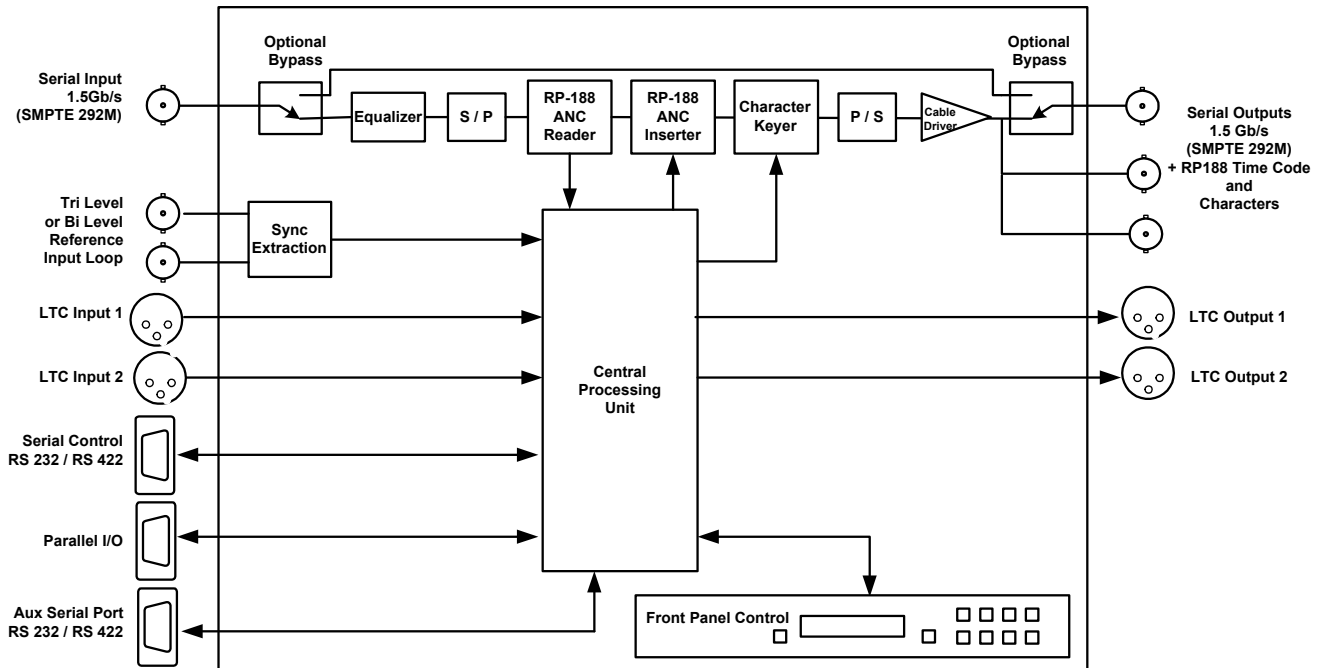 Optional
Bypass
Optional
Bypass
Serial Input
1.5Gb/s
(SMPTE 292M)
Equalizer
S / P
RP-188
ANC
Reader
RP-188
ANC
Inserter
Character
Keyer
P / S
Cable
Driver
Serial Outputs
1.5 Gb/s
(SMPTE 292M)
+ RP188 Time Code
and
Characters
Tri Level
or Bi Level
Reference
Input Loop
Sync
Extraction
LTC Input 1
LTC Output 1
LTC Input 2
LTC Output 2
Central
Processing
Unit
Serial Control
RS 232 / RS 422
Parallel I/O
Aux Serial Port
RS 232 / RS 422
Front Panel Control